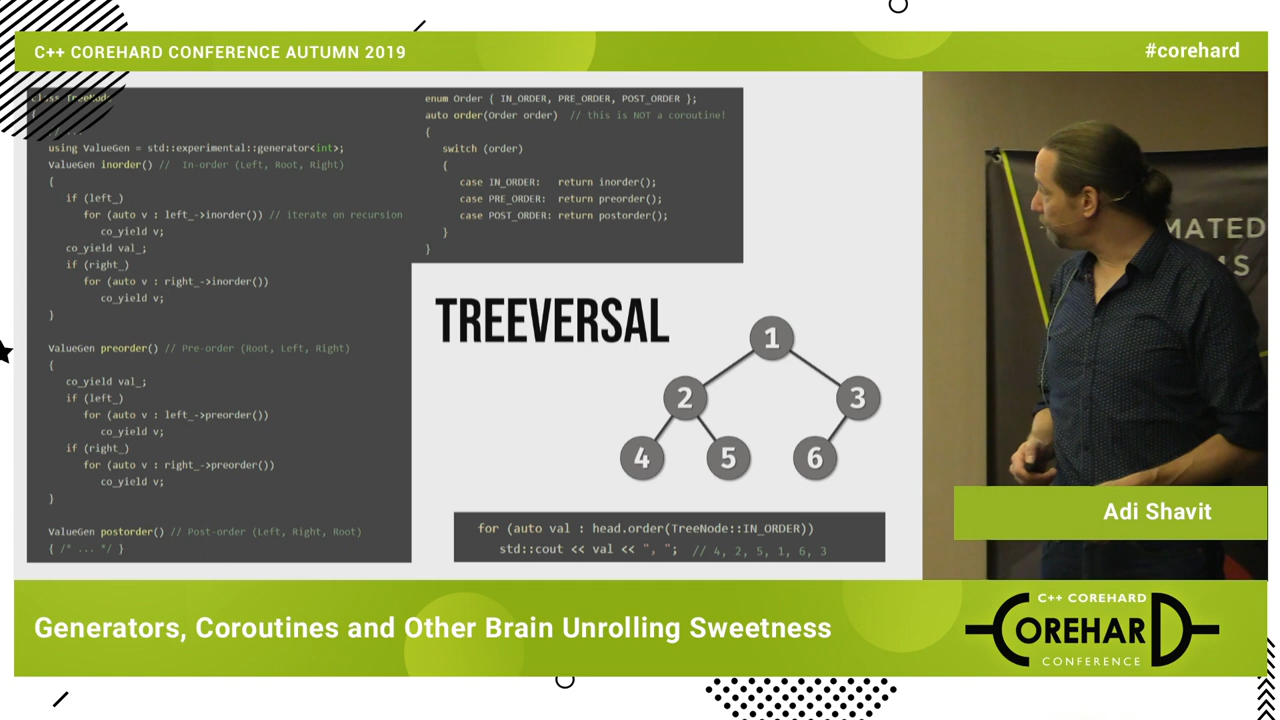 C++ COREHARD CONFERENCE AUTUMN 2019
#corehard
class TreeNode
{
// ...
using ValueGen = std::experimental::generator<int>;
ValueGen inorder() // In-order (Left, Root, Right)
{
if (left_)
for (auto v : left_->inorder()) // iterate on recursion
co_yield v;
co_yield val_;
if (right_)
for (auto v : right_->inorder())
co_yield v;
}
ValueGen preorder() // Pre-order (Root, Left, Right)
{
co_yield val_;
if (left_)
for (auto v : left_->preorder())
co_yield v;
if (right_)
for (auto v : right_->preorder())
co_yield v;
}
ValueGen postorder() // Post-order (Left, Right, Root)
{ /* ... */ }
enum Order { IN_ORDER, PRE_ORDER, POST_ORDER };
auto order(Order order) // this is NOT a coroutine!
{
switch (order)
{
case IN_ORDER: return inorder();
case PRE_ORDER: return preorder();
case POST_ORDER: return postorder();
}
}
TREEVERSAL
1
2 3
4 5 6
for (auto val : head.order(TreeNode::IN_ORDER))
std::cout << val << ", "; // 4, 2, 5, 1, 6, 3
MATED
MS
Adi Shavit
Generators, Coroutines and Other Brain Unrolling Sweetness
C++ COREHARD
COREHARD
CONFERENCE